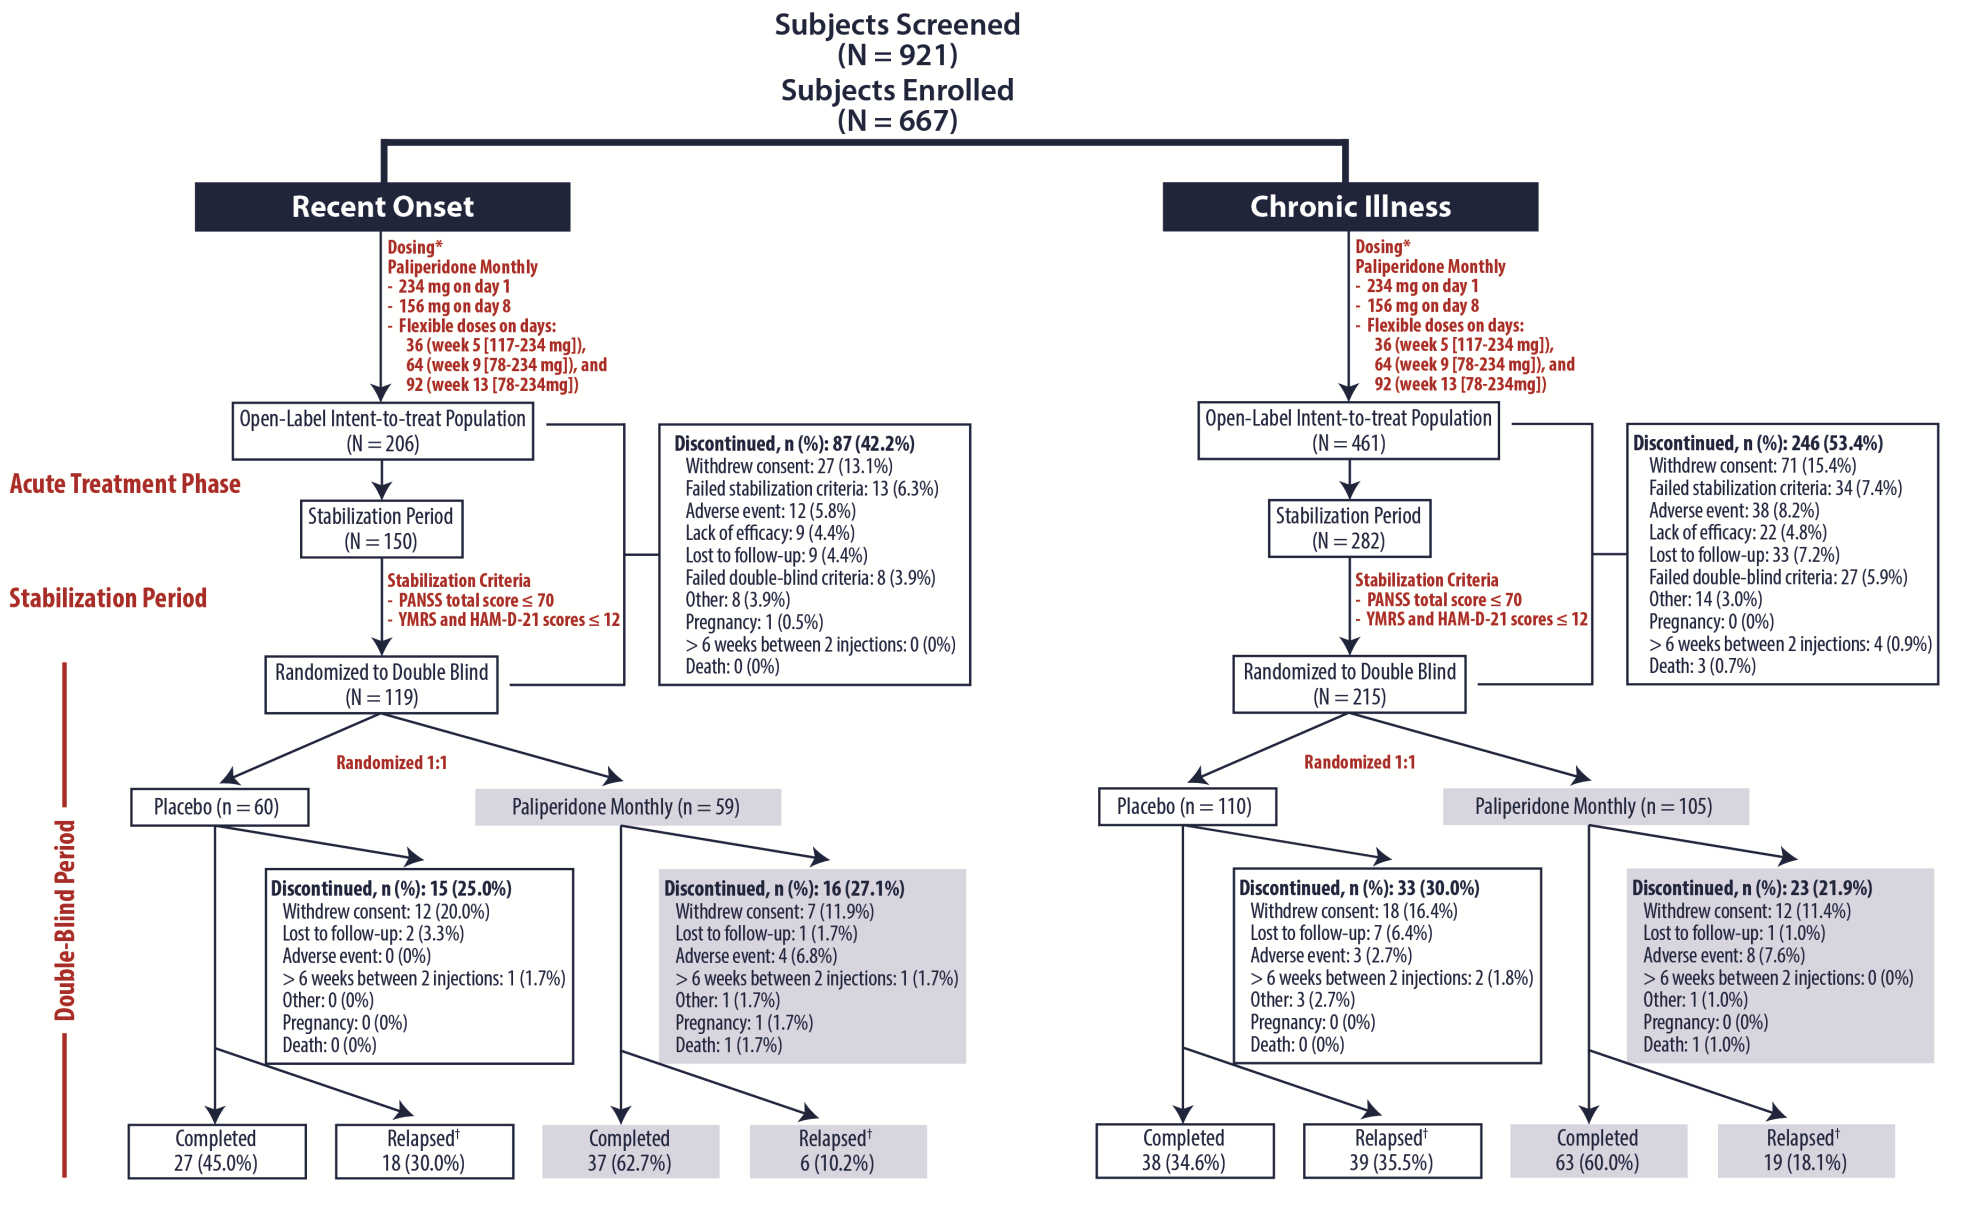 Subjects Screened
(N = 921)
Subjects Enrolled
(N = 667)
Recent Onset
Dosing*
Paliperidone Monthly
- 234 mg on day 1
- 156 mg on day 8
- Flexible doses on days:
36 (week 5 [117-234 mg]),
64 (week 9 [78-234 mg]), and
92 (week 13 [78-234mg])
Open-Label Intent-to-treat Population
(N = 206)
Discontinued, n (%): 87 (42.2%)
Withdrew consent: 27 (13.1%)
Failed stabilization criteria: 13 (6.3%)
Adverse event: 12 (5.8%)
Lack of efficacy: 9 (4.4%)
Lost to follow-up: 9 (4.4%)
Failed double-blind criteria: 8 (3.9%)
Other: 8 (3.9%)
Pregnancy: 1 (0.5%)
> 6 weeks between 2 injections: 0 (0%)
Death: 0 (0%)
Acute Treatment Phase
Stabilization Period
(N = 150)
Stabilization Period
Stabilization Criteria
- PANSS total score ≤ 70
- YMRS and HAM-D-21 scores ≤ 12
Randomized to Double Blind
(N = 119)
Randomized 1:1
Double-Blind Period
Placebo (n = 60)
Paliperidone Monthly (n = 59)
Discontinued, n (%): 15 (25.0%)
Withdrew consent: 12 (20.0%)
Lost to follow-up: 2 (3.3%)
Adverse event: 0 (0%)
> 6 weeks between 2 injections: 1 (1.7%)
Other: 0 (0%)
Pregnancy: 0 (0%)
Death: 0 (0%)
Discontinued, n (%): 16 (27.1%)
Withdrew consent: 7 (11.9%)
Lost to follow-up: 1 (1.7%)
Adverse event: 4 (6.8%)
> 6 weeks between 2 injections: 1 (1.7%)
Other: 1 (1.7%)
Pregnancy: 1 (1.7%)
Death: 1 (1.7%)
Completed
27 (45.0%)
Relapsed†
18 (30.0%)
Completed
37 (62.7%)
Relapsed†
6 (10.2%)
Chronic Illness
Dosing*
Paliperidone Monthly
- 234 mg on day 1
- 156 mg on day 8
- Flexible doses on days:
36 (week 5 [117-234 mg]),
64 (week 9 [78-234 mg]), and
92 (week 13 [78-234mg])
Open-Label Intent-to-treat Population
(N = 461)
Discontinued, n (%): 246 (53.4%)
Withdrew consent: 71 (15.4%)
Failed stabilization criteria: 34 (7.4%)
Adverse event: 38 (8.2%)
Lack of efficacy: 22 (4.8%)
Lost to follow-up: 33 (7.2%)
Failed double-blind criteria: 27 (5.9%)
Other: 14 (3.0%)
Pregnancy: 0 (0%)
> 6 weeks between 2 injections: 4 (0.9%)
Death: 3 (0.7%)
Stabilization Period
(N = 282)
Stabilization Criteria
- PANSS total score ≤ 70
- YMRS and HAM-D-21 scores ≤ 12
Randomized to Double Blind
(N = 215)
Randomized 1:1
Placebo (n = 110)
Paliperidone Monthly (n = 105)
Discontinued, n (%): 33 (30.0%)
Withdrew consent: 18 (16.4%)
Lost to follow-up: 7 (6.4%)
Adverse event: 3 (2.7%)
> 6 weeks between 2 injections: 2 (1.8%)
Other: 3 (2.7%)
Pregnancy: 0 (0%)
Death: 0 (0%)
Discontinued, n (%): 23 (21.9%)
Withdrew consent: 12 (11.4%)
Lost to follow-up: 1 (1.0%)
Adverse event: 8 (7.6%)
> 6 weeks between 2 injections: 0 (0%)
Other: 1 (1.0%)
Pregnancy: 0 (0%)
Death: 1 (1.0%)
Completed
38 (34.6%)
Relapsed†
39 (35.5%)
Completed
63 (60.0%)
Relapsed†
19 (18.1%)